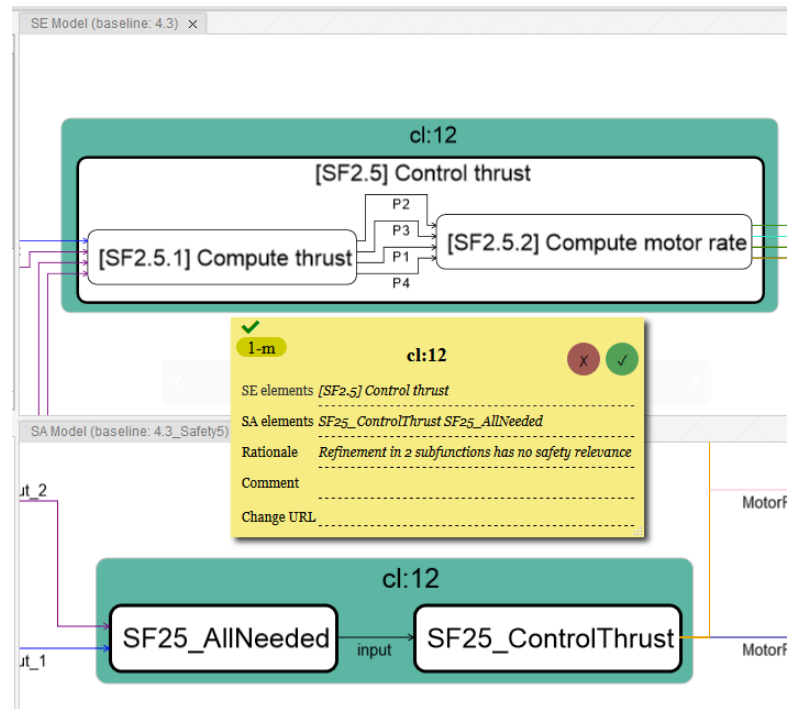 SE Model (baseline: 4.3) ×
cl:12
[SF2.5] Control thrust
P2
P3
[SF2.5.1] Compute thrust
[SF2.5.2] Compute motor rate
P1
P4
1-m
cl:12
✗ ✓
SE elements [SF2.5] Control thrust
SA elements SF25_ControlThrust SF25_AllNeeded
Rationale Refinement in 2 subfunctions has no safety relevance
Comment
Change URL
SA Model (baseline: 4.3_Safety5)
ut_2
MotorF
cl:12
SF25_AllNeeded
input
SF25_ControlThrust
ut_1
MotorF